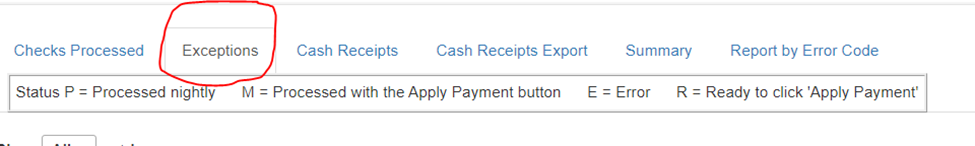 Checks Processed Exceptions Cash Receipts Cash Receipts Export Summary Report by Error Code
Status P = Processed nightly M = Processed with the Apply Payment button E = Error R = Ready to click 'Apply Payment'